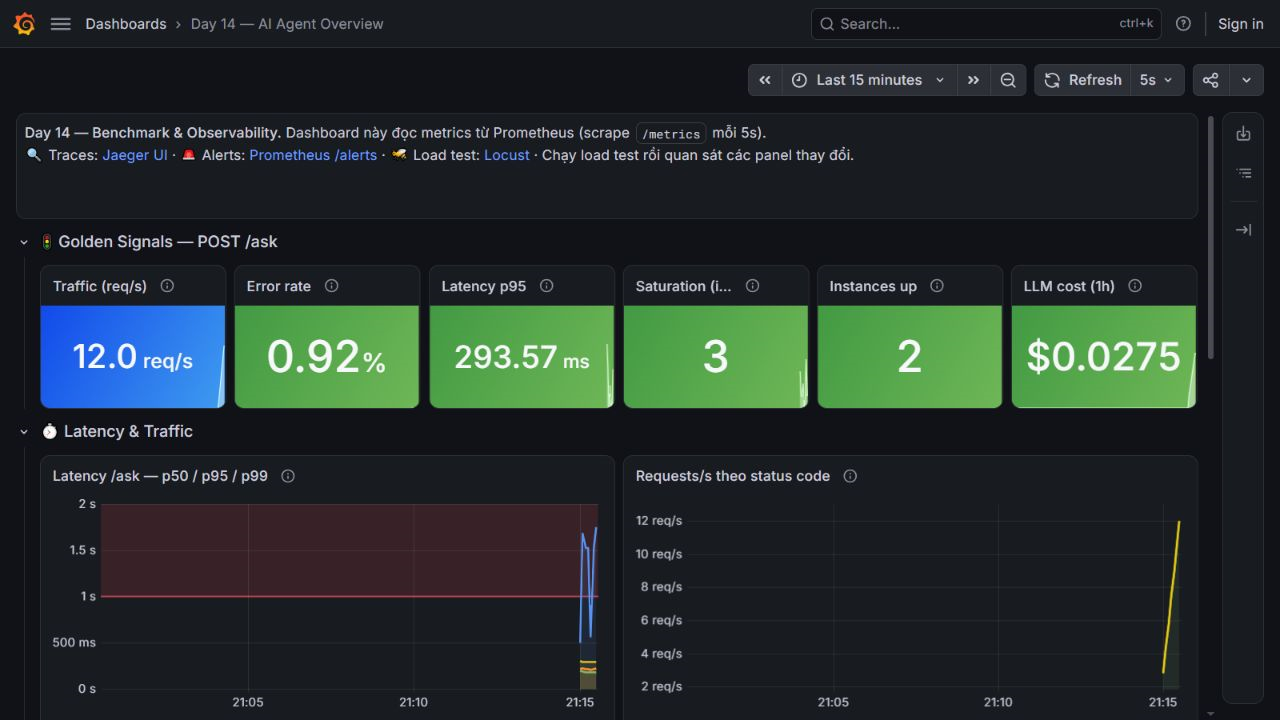 Dashboards › Day 14 — AI Agent Overview
Search... ctrl+k
Sign in
Last 15 minutes
Refresh 5s
Day 14 — Benchmark & Observability. Dashboard này đọc metrics từ Prometheus (scrape /metrics mỗi 5s).
🔍 Traces: Jaeger UI · 🚨 Alerts: Prometheus /alerts · 🐝 Load test: Locust · Chạy load test rồi quan sát các panel thay đổi.
🚦 Golden Signals — POST /ask
Traffic (req/s)
12.0 req/s
Error rate
0.92%
Latency p95
293.57 ms
Saturation (i...
3
Instances up
2
LLM cost (1h)
$0.0275
⏱ Latency & Traffic
Latency /ask — p50 / p95 / p99
2 s
1.5 s
1 s
500 ms
0 s
21:05 21:10 21:15
Requests/s theo status code
12 req/s
10 req/s
8 req/s
6 req/s
4 req/s
2 req/s
21:05 21:10 21:15